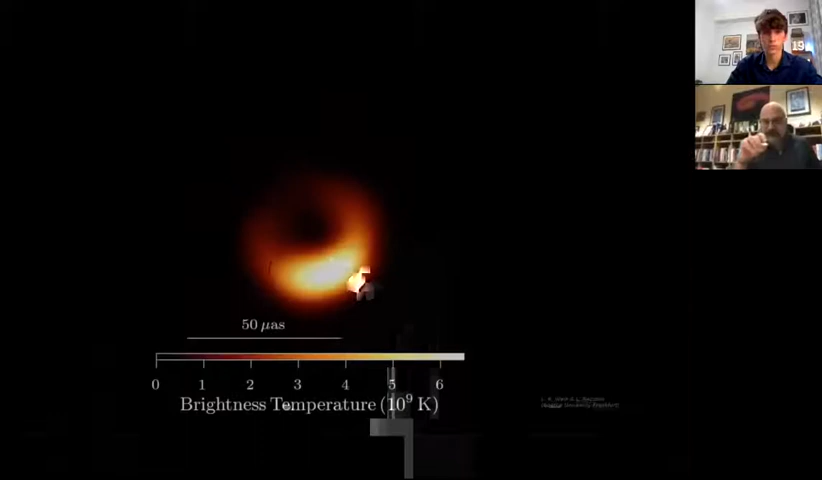 19
50 μas
0 1 2 3 4 5 6
Brightness Temperature (10⁹ K)